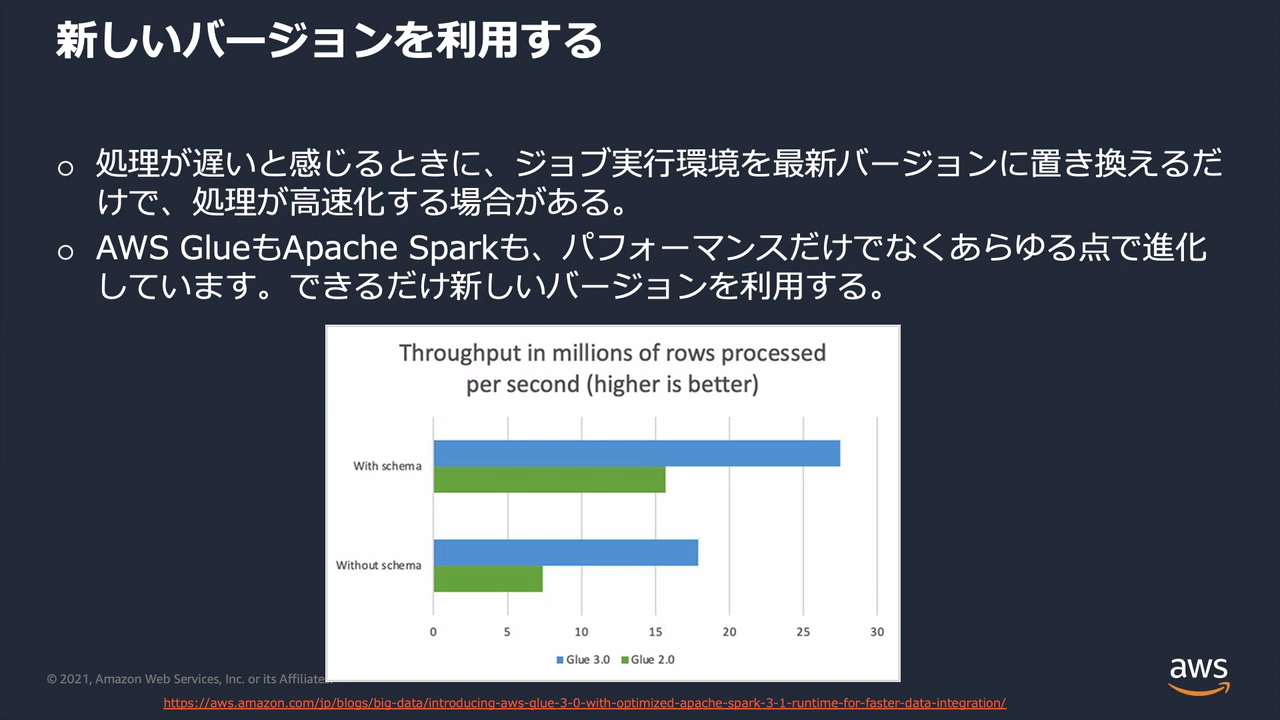 新しいバージョンを利用する
○ 処理が遅いと感じるときに、ジョブ実行環境を最新バージョンに置き換えるだ
けで、処理が高速化する場合がある。
○ AWS GlueもApache Sparkも、パフォーマンスだけでなくあらゆる点で進化
しています。できるだけ新しいバージョンを利用する。
Throughput in millions of rows processed
per second (higher is better)
With schema
Without schema
0 5 10 15 20 25 30
Glue 3.0 Glue 2.0
© 2021, Amazon Web Services, Inc. or its Affiliates.
aws
https://aws.amazon.com/jp/blogs/big-data/introducing-aws-glue-3-0-with-optimized-apache-spark-3-1-runtime-for-faster-data-integration/